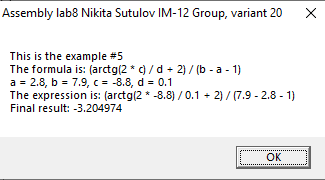 Assembly lab8 Nikita Sutulov IM-12 Group, variant 20
This is the example #5
The formula is: (arctg(2 * c) / d + 2) / (b - a - 1)
a = 2.8, b = 7.9, c = -8.8, d = 0.1
The expression is: (arctg(2 * -8.8) / 0.1 + 2) / (7.9 - 2.8 - 1)
Final result: -3.204974
OK